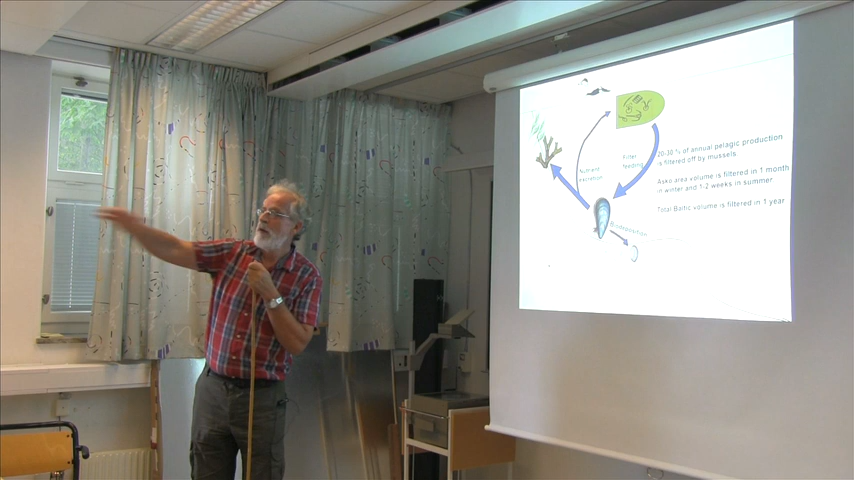 Nutrient
excretion
Filter
feeding
20-30 % of annual pelagic production
is filtered off by mussels
Askö area volume is filtered in 1 month
in winter and 1-2 weeks in summer
Total Baltic volume is filtered in 1 year
Biodeposition